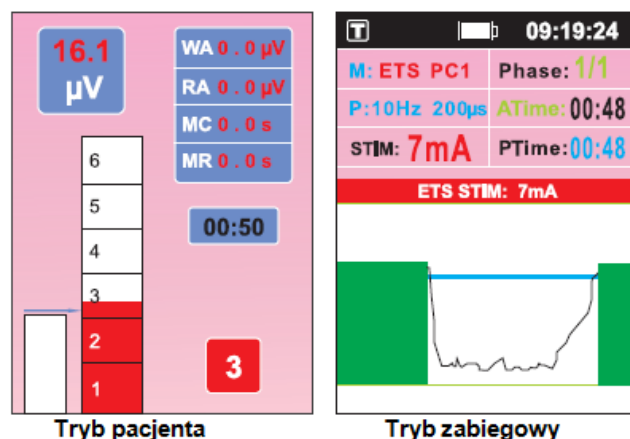 16.1
µV
WA 0 . 0 µV
RA 0 . 0 µV
MC 0 . 0 s
MR 0 . 0 s
00:50
6
5
4
3
2
1
3
Tryb pacjenta
T 09:19:24
M: ETS PC1 Phase: 1/1
P:10Hz 200µs ATime: 00:48
STIM: 7mA PTime:00:48
ETS STIM: 7mA
Tryb zabiegowy